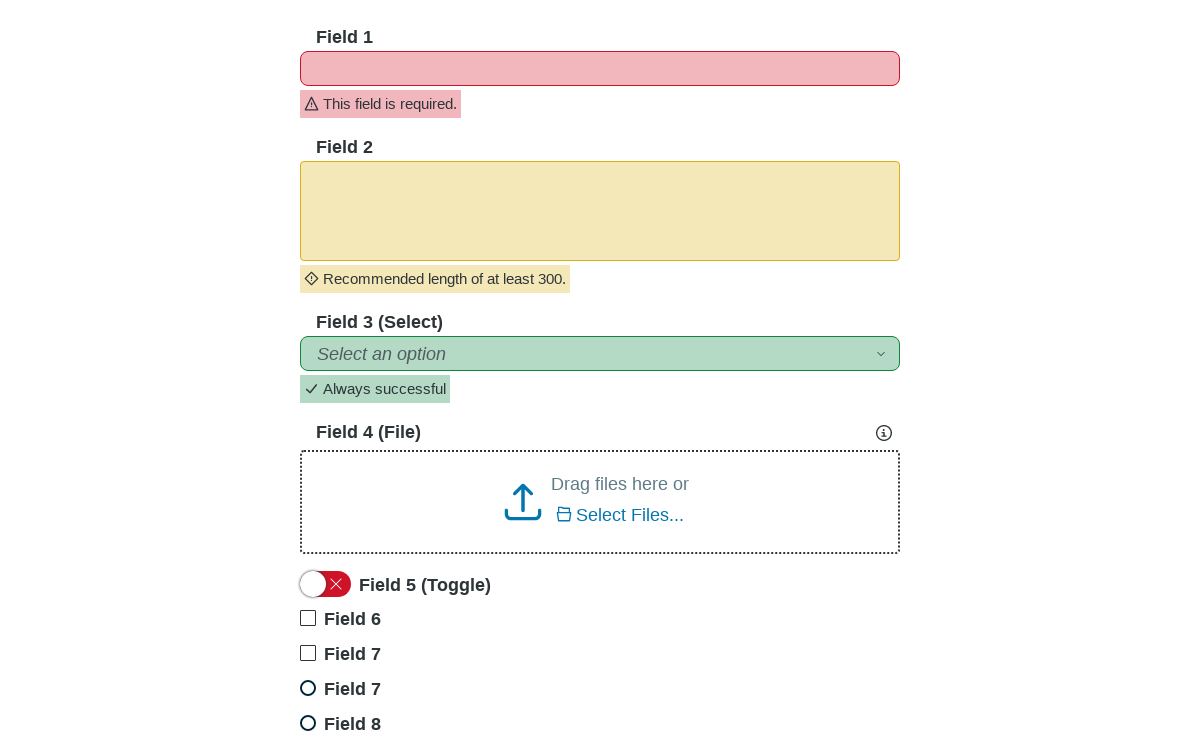 Field 1
This field is required.
Field 2
Recommended length of at least 300.
Field 3 (Select)
Select an option
Always successful
Field 4 (File)
Drag files here or
Select Files...
Field 5 (Toggle)
Field 6
Field 7
Field 7
Field 8